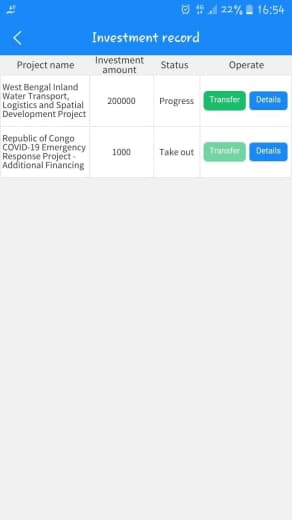 4G 22% 16:54
Investment record
Project name
Investment
amount
Status
Operate
West Bengal Inland
Water Transport,
Logistics and Spatial
Development Project
200000
Progress
Transfer
Details
Republic of Congo
COVID-19 Emergency
Response Project -
Additional Financing
1000
Take out
Transfer
Details